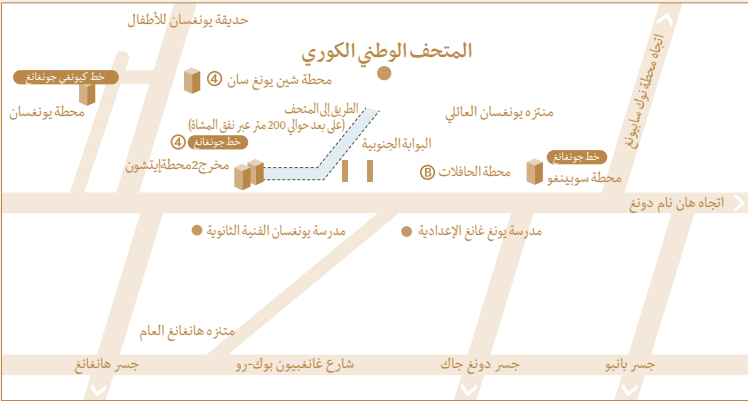 حديقة يونغسان للأطفال
المتحف الوطني الكوري
اتجاه محطة نوك سابيونغ
محطة شين يونغ سان ④
خط كيونغي جونغانغ
محطة يونغسان
الطريق إلى المتحف
(على بعد حوالي 200 متر عبر نفق المشاة)
منتزه يونغسان العائلي
خط جونغانغ ④
البوابة الجنوبية
خط جونغانغ
مخرج2محطة إيتشون
محطة الحافلات Ⓑ
محطة سوبينغو
اتجاه هان نام دونغ
مدرسة يونغ غانغ الإعدادية
مدرسة يونغسان الفنية الثانوية
متنزه هانغانغ العام
جسر بانبو
جسر دونغ جاك
شارع غانغبيون بوك-رو
جسر هانغانغ